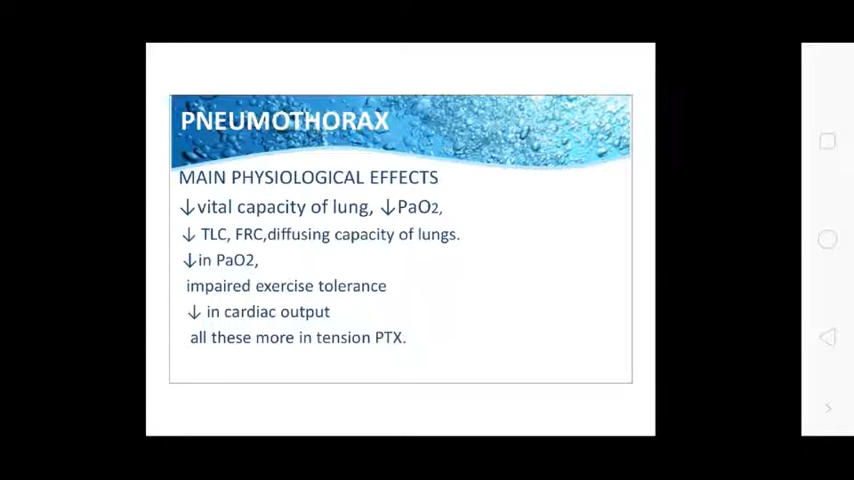 PNEUMOTHORAX
MAIN PHYSIOLOGICAL EFFECTS
↓vital capacity of lung, ↓PaO2,
↓ TLC, FRC,diffusing capacity of lungs.
↓in PaO2,
impaired exercise tolerance
↓ in cardiac output
all these more in tension PTX.